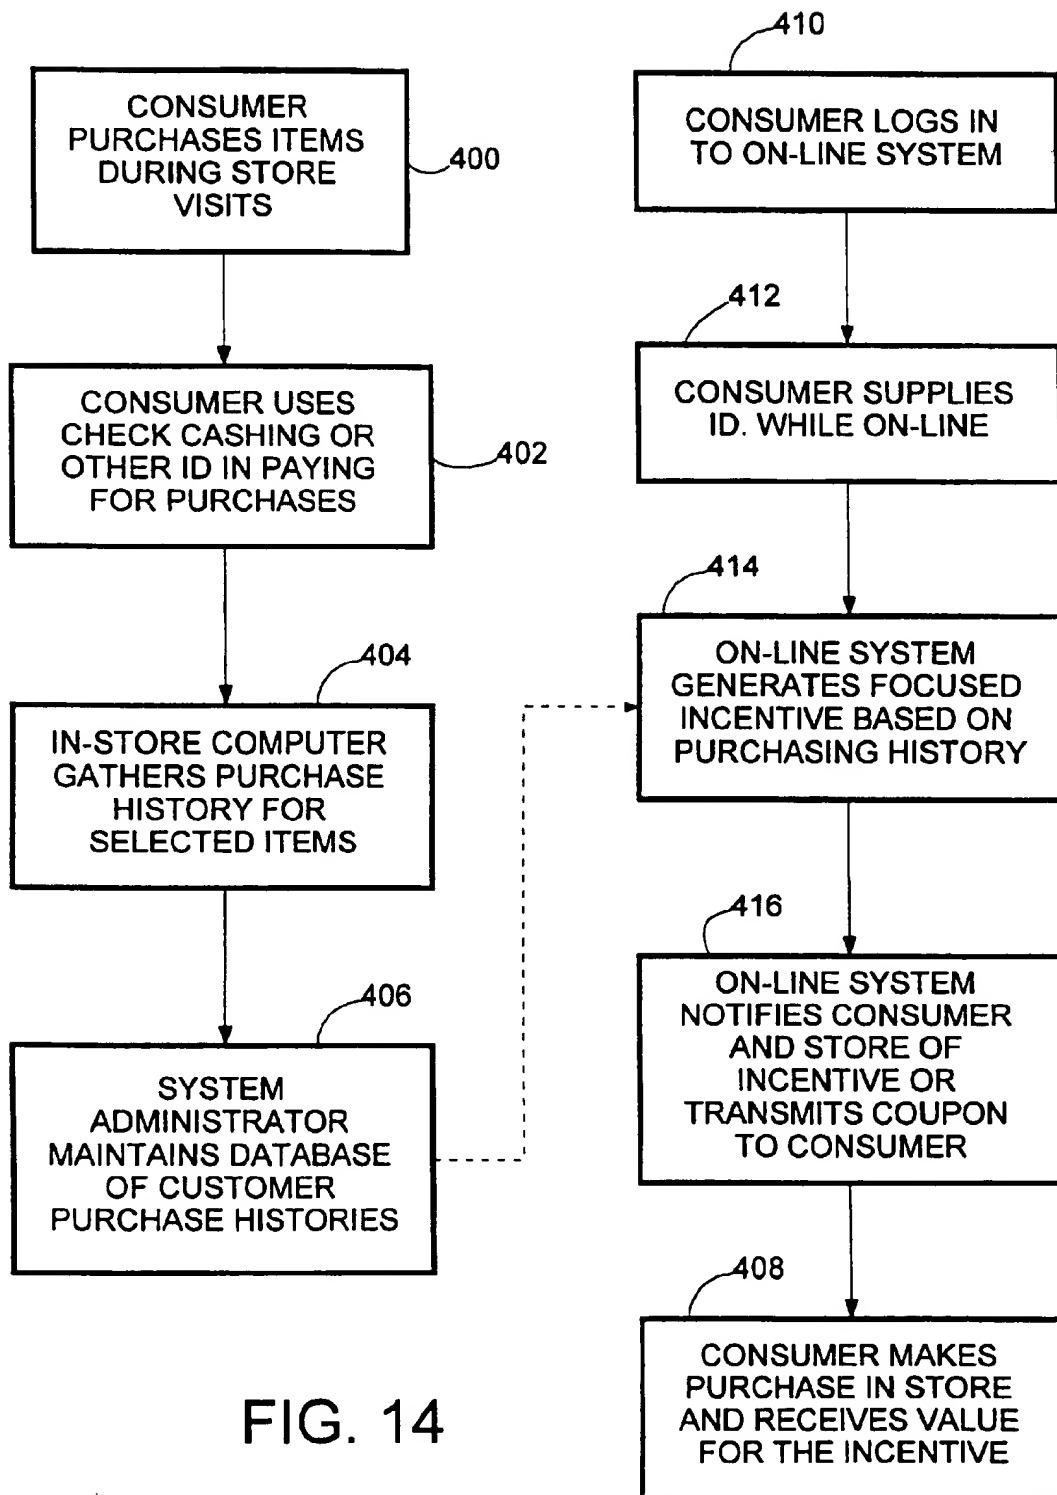 CONSUMER
PURCHASES ITEMS
DURING STORE
VISITS
400
CONSUMER USES
CHECK CASHING OR
OTHER ID IN PAYING
FOR PURCHASES
402
404
IN-STORE COMPUTER
GATHERS PURCHASE
HISTORY FOR
SELECTED ITEMS
406
SYSTEM
ADMINISTRATOR
MAINTAINS DATABASE
OF CUSTOMER
PURCHASE HISTORIES
410
CONSUMER LOGS IN
TO ON-LINE SYSTEM
412
CONSUMER SUPPLIES
ID. WHILE ON-LINE
414
ON-LINE SYSTEM
GENERATES FOCUSED
INCENTIVE BASED ON
PURCHASING HISTORY
416
ON-LINE SYSTEM
NOTIFIES CONSUMER
AND STORE OF
INCENTIVE OR
TRANSMITS COUPON
TO CONSUMER
408
CONSUMER MAKES
PURCHASE IN STORE
AND RECEIVES VALUE
FOR THE INCENTIVE
FIG. 14